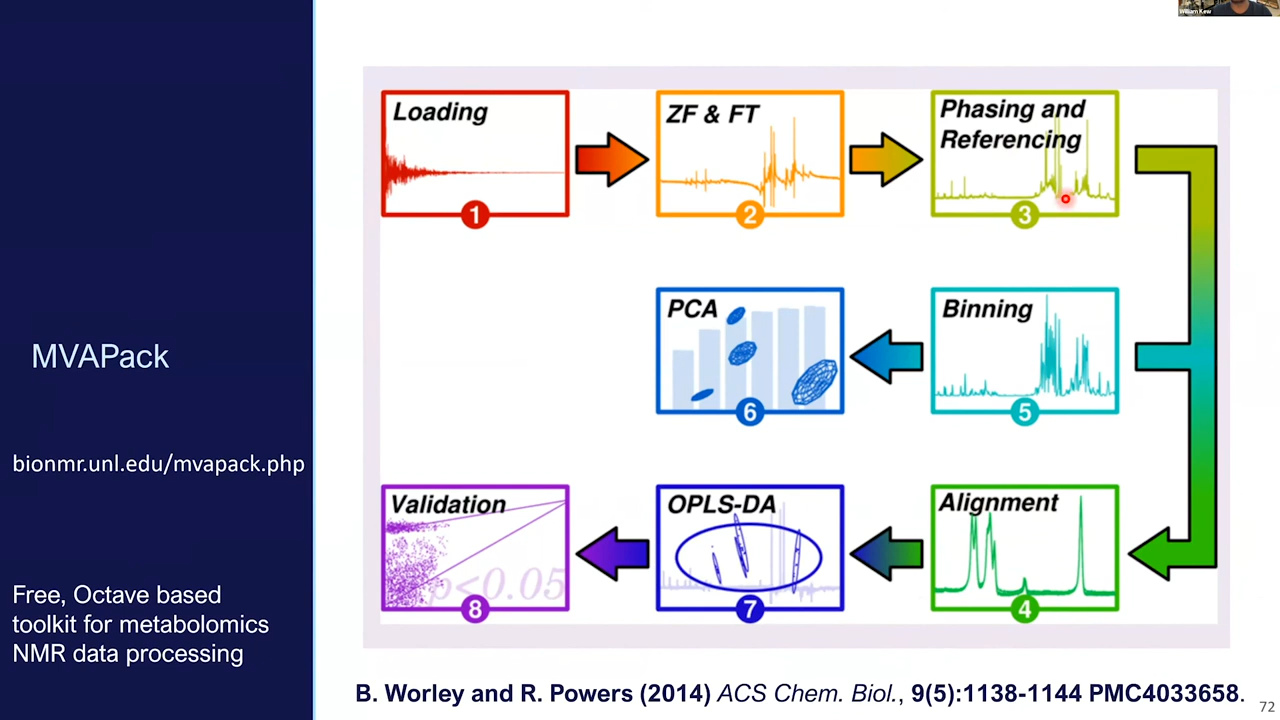 William Kew
MVAPack
bionmr.unl.edu/mvapack.php
Free, Octave based
toolkit for metabolomics
NMR data processing
Loading
1
ZF & FT
2
Phasing and
Referencing
3
PCA
6
Binning
5
Validation
p<0.05
8
OPLS-DA
7
Alignment
4
B. Worley and R. Powers (2014) ACS Chem. Biol., 9(5):1138-1144 PMC4033658.
72